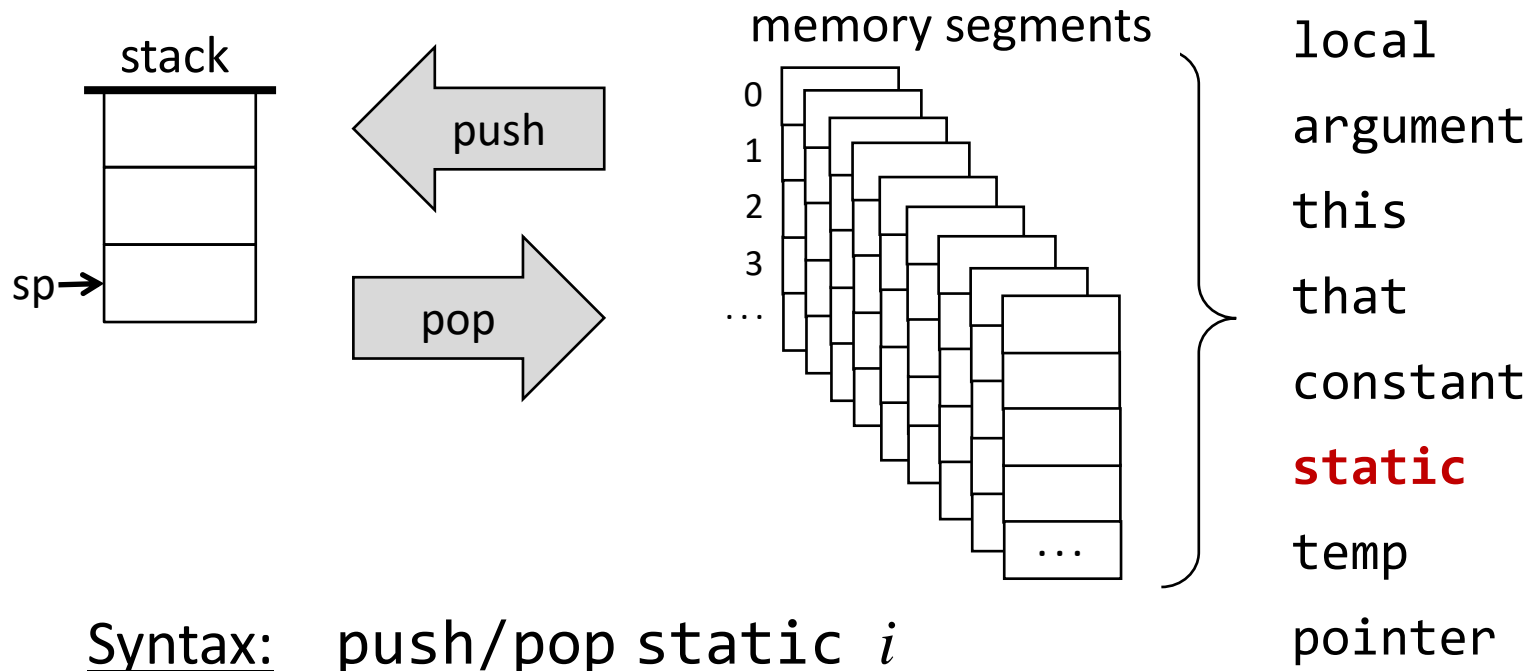 stack
push
pop
sp
memory segments
0
1
2
3
...
...
local
argument
this
that
constant
static
temp
pointer
Syntax: push/pop static i